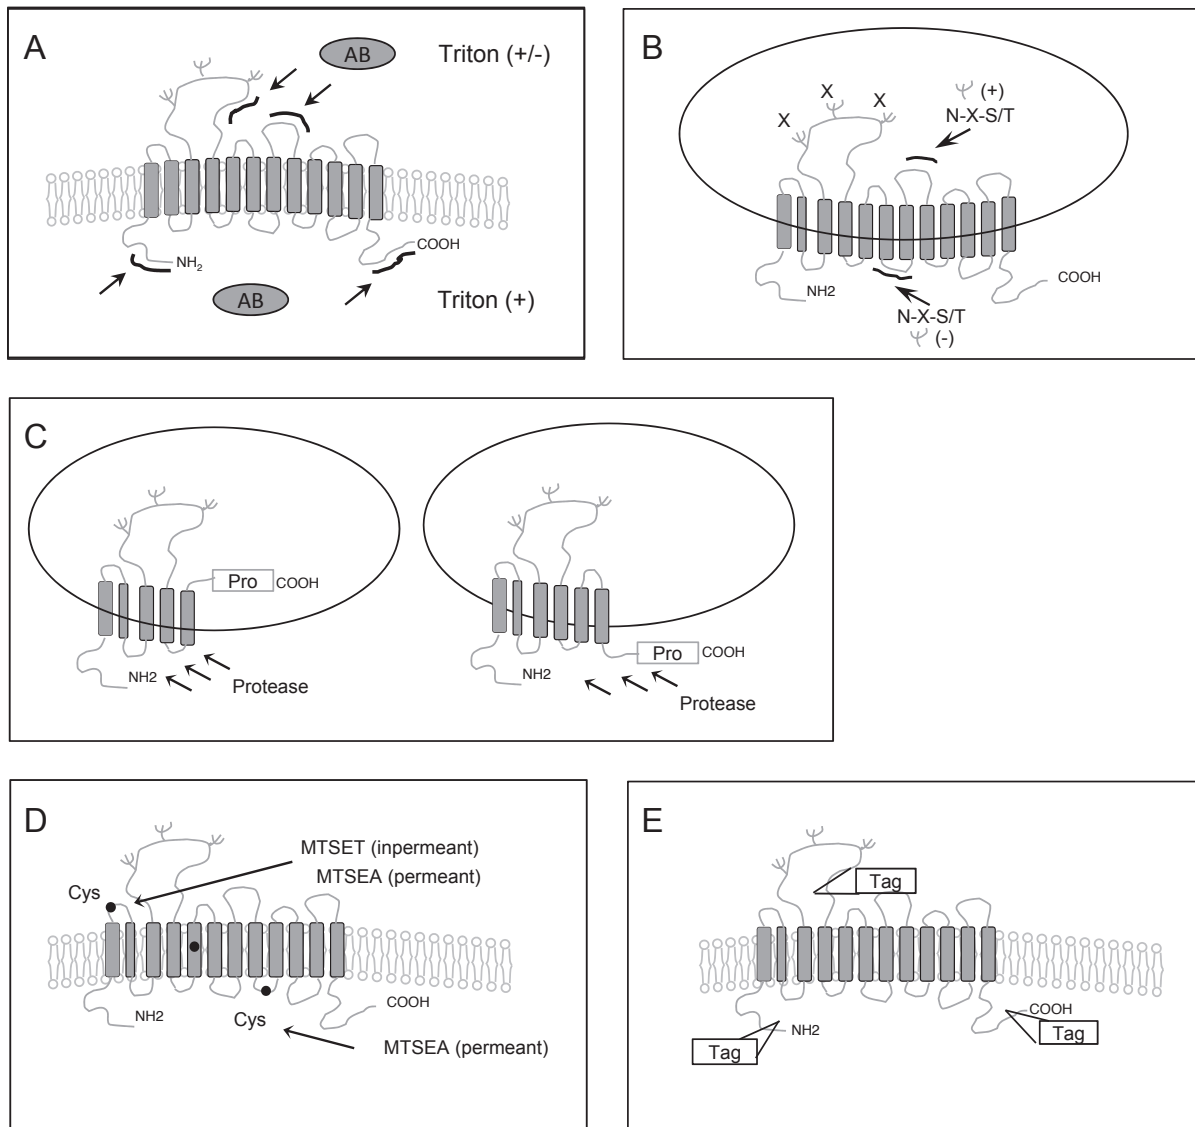 A
AB
Triton (+/-)
NH2
COOH
AB
Triton (+)
B
X
X
X
(+)
N-X-S/T
NH2
COOH
N-X-S/T
(-)
C
Pro
COOH
NH2
Protease
Pro
COOH
NH2
Protease
D
MTSET (inpermeant)
MTSEA (permeant)
Cys
NH2
Cys
COOH
MTSEA (permeant)
E
Tag
COOH
Tag
NH2
Tag